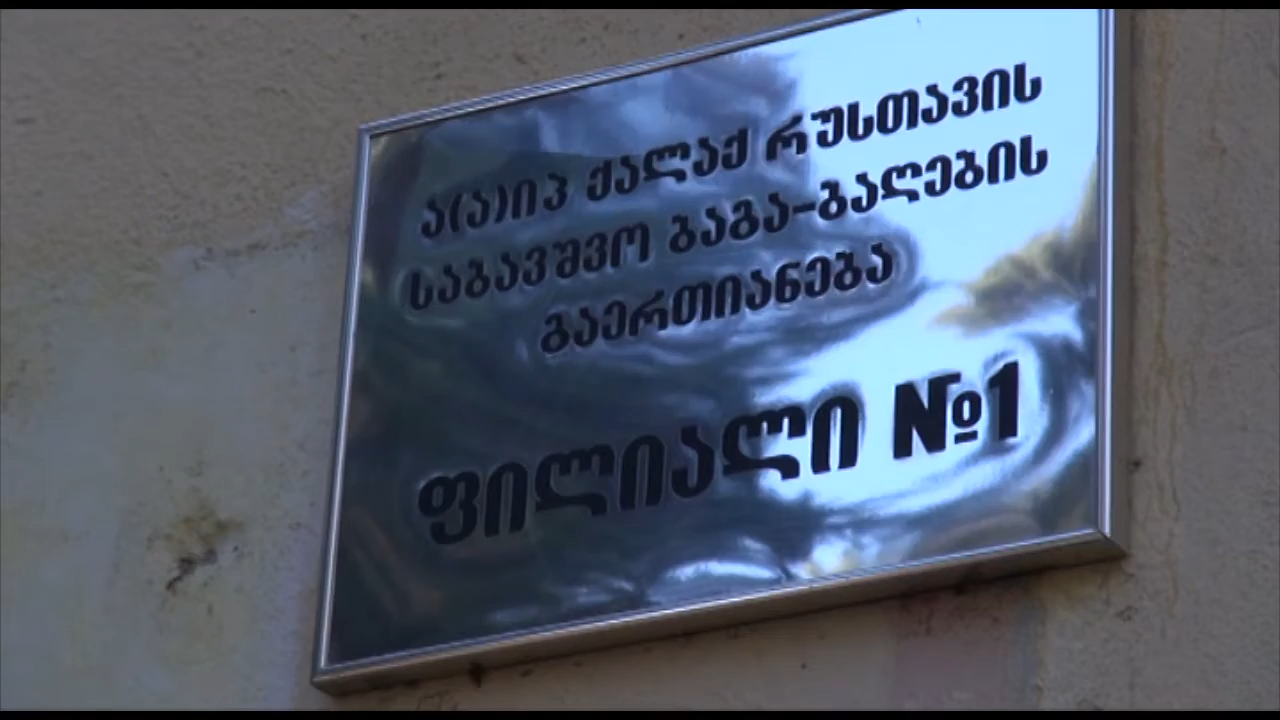 ა(ა)იპ ქალაქ რუსთავის
საბავშვო ბაგა-ბაღების
გაერთიანება
ფილიალი №1